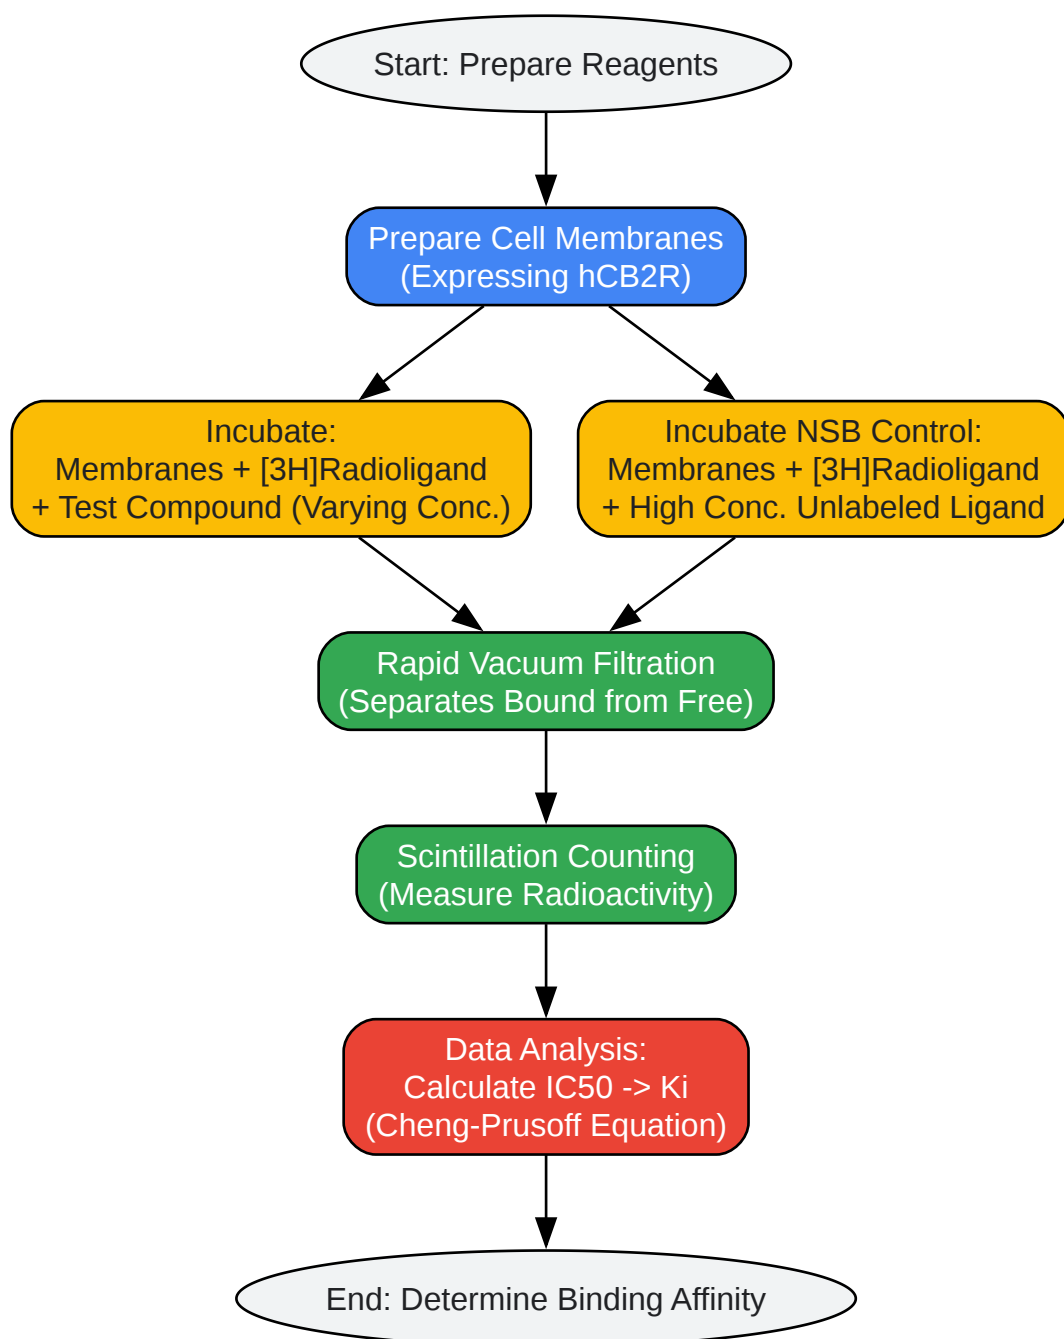 Start: Prepare Reagents
Prepare Cell Membranes
(Expressing hCB2R)
Incubate:
Membranes + [3H]Radioligand
+ Test Compound (Varying Conc.)
Incubate NSB Control:
Membranes + [3H]Radioligand
+ High Conc. Unlabeled Ligand
Rapid Vacuum Filtration
(Separates Bound from Free)
Scintillation Counting
(Measure Radioactivity)
Data Analysis:
Calculate IC50 -> Ki
(Cheng-Prusoff Equation)
End: Determine Binding Affinity